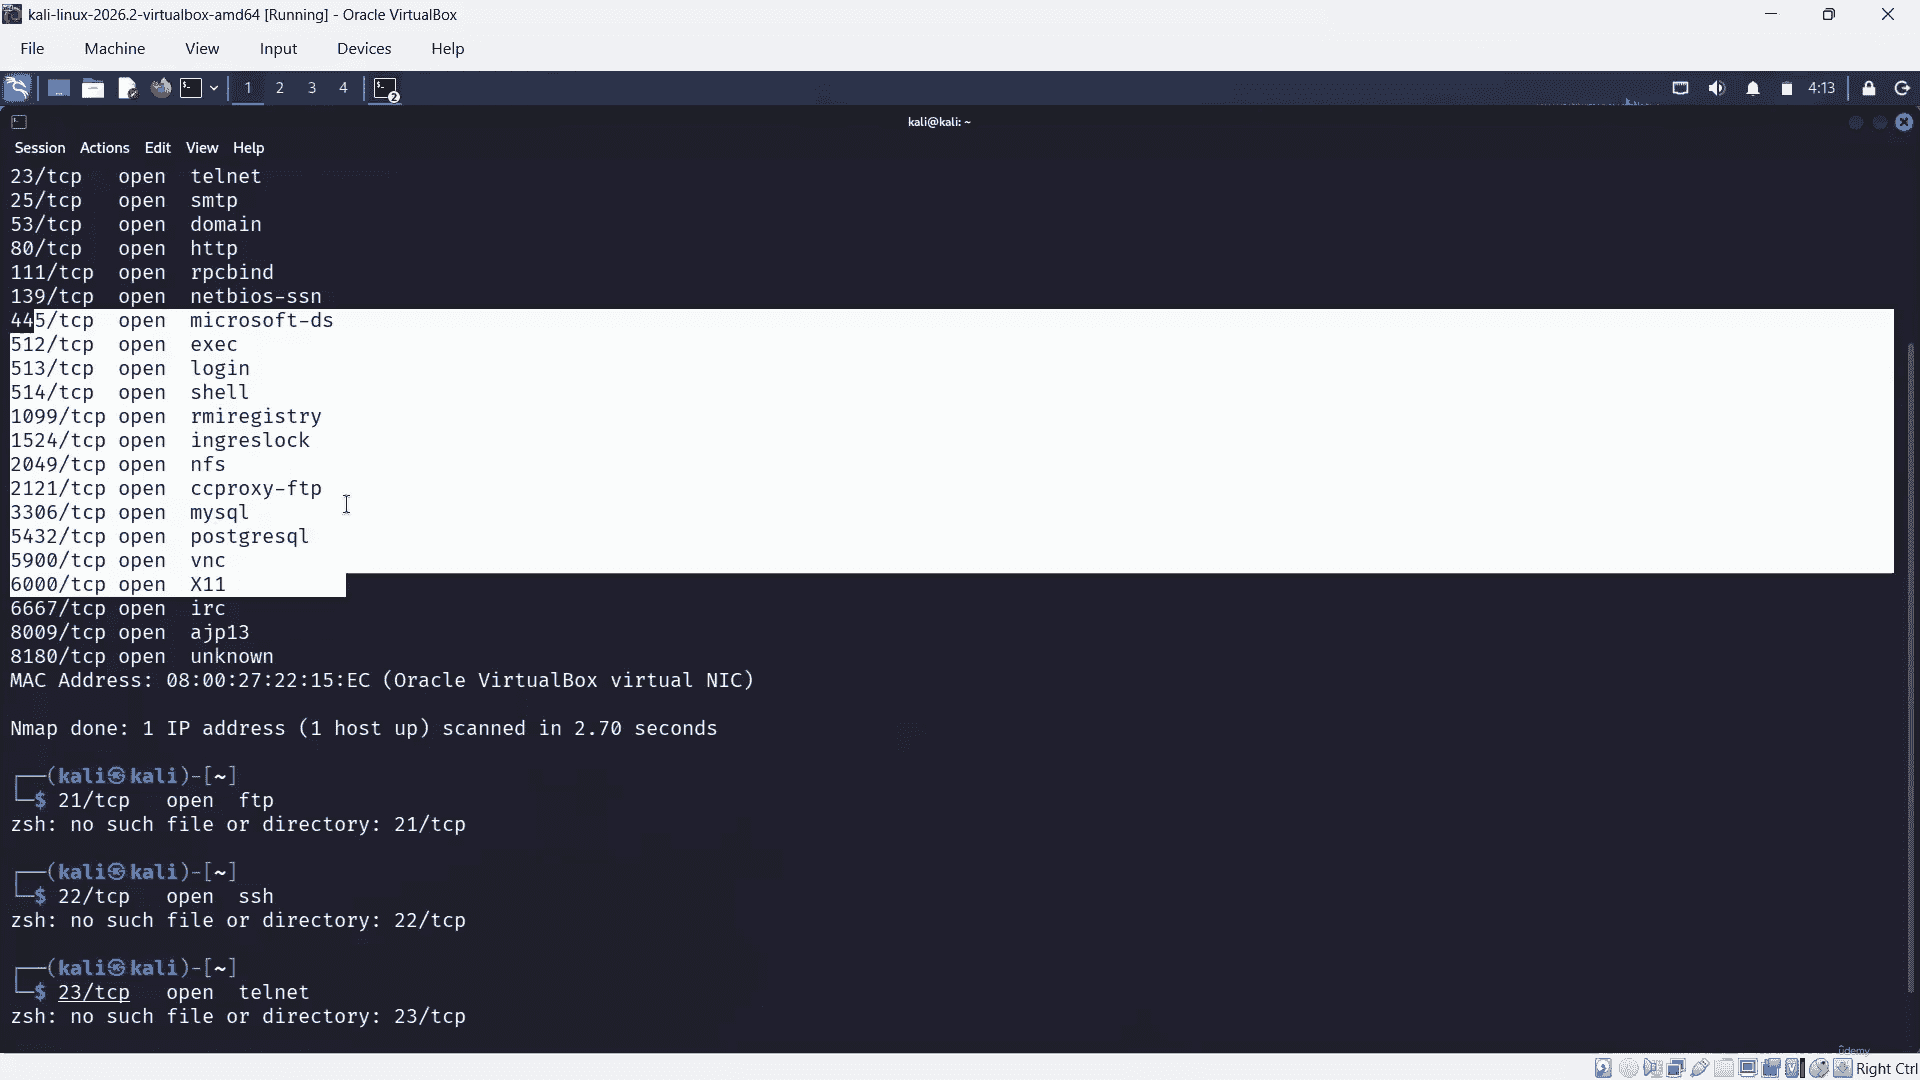 kali-linux-2026.2-virtualbox-amd64 [Running] - Oracle VirtualBox
File Machine View Input Devices Help
1 2 3 4 2 4:13
kali@kali: ~
Session Actions Edit View Help
23/tcp open telnet
25/tcp open smtp
53/tcp open domain
80/tcp open http
111/tcp open rpcbind
139/tcp open netbios-ssn
445/tcp open microsoft-ds
512/tcp open exec
513/tcp open login
514/tcp open shell
1099/tcp open rmiregistry
1524/tcp open ingreslock
2049/tcp open nfs
2121/tcp open ccproxy-ftp
3306/tcp open mysql
5432/tcp open postgresql
5900/tcp open vnc
6000/tcp open X11
6667/tcp open irc
8009/tcp open ajp13
8180/tcp open unknown
MAC Address: 08:00:27:22:15:EC (Oracle VirtualBox virtual NIC)
Nmap done: 1 IP address (1 host up) scanned in 2.70 seconds
┌──(kali㉿kali)-[~]
└─$ 21/tcp open ftp
zsh: no such file or directory: 21/tcp
┌──(kali㉿kali)-[~]
└─$ 22/tcp open ssh
zsh: no such file or directory: 22/tcp
┌──(kali㉿kali)-[~]
└─$ 23/tcp open telnet
zsh: no such file or directory: 23/tcp
udemy
Right Ctrl